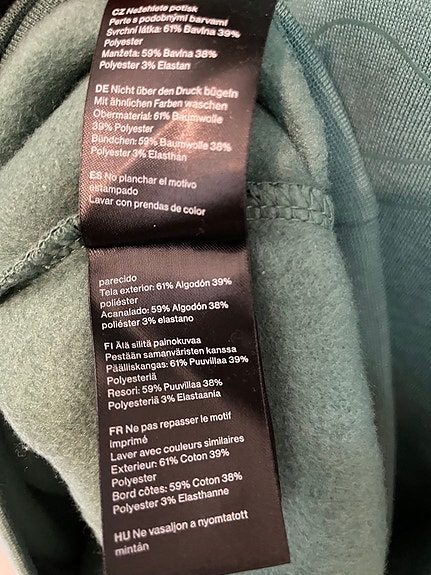 CZ Nežehlete potisk
Perte s podobnými barvami
Svrchní látka: 61% Bavlna 39%
Polyester
Manžeta: 59% Bavlna 38%
Polyester 3% Elastan
DE Nicht über den Druck bügeln
Mit ähnlichen Farben waschen
Obermaterial: 61% Baumwolle
39% Polyester
Bündchen: 59% Baumwolle 38%
Polyester 3% Elasthan
ES No planchar el motivo
estampado
Lavar con prendas de color
parecido
Tela exterior: 61% Algodón 39%
poliéster
Acanalado: 59% Algodón 38%
poliéster 3% elastano
FI Älä silitä painokuvaa
Pestään samanväristen kanssa
Päälliskangas: 61% Puuvillaa 39%
Polyesteriä
Resori: 59% Puuvillaa 38%
Polyesteriä 3% Elastaania
FR Ne pas repasser le motif
imprimé
Laver avec couleurs similaires
Exterieur: 61% Coton 39%
Polyester
Bord côtes: 59% Coton 38%
Polyester 3% Elasthanne
HU Ne vasaljon a nyomtatott
mintán